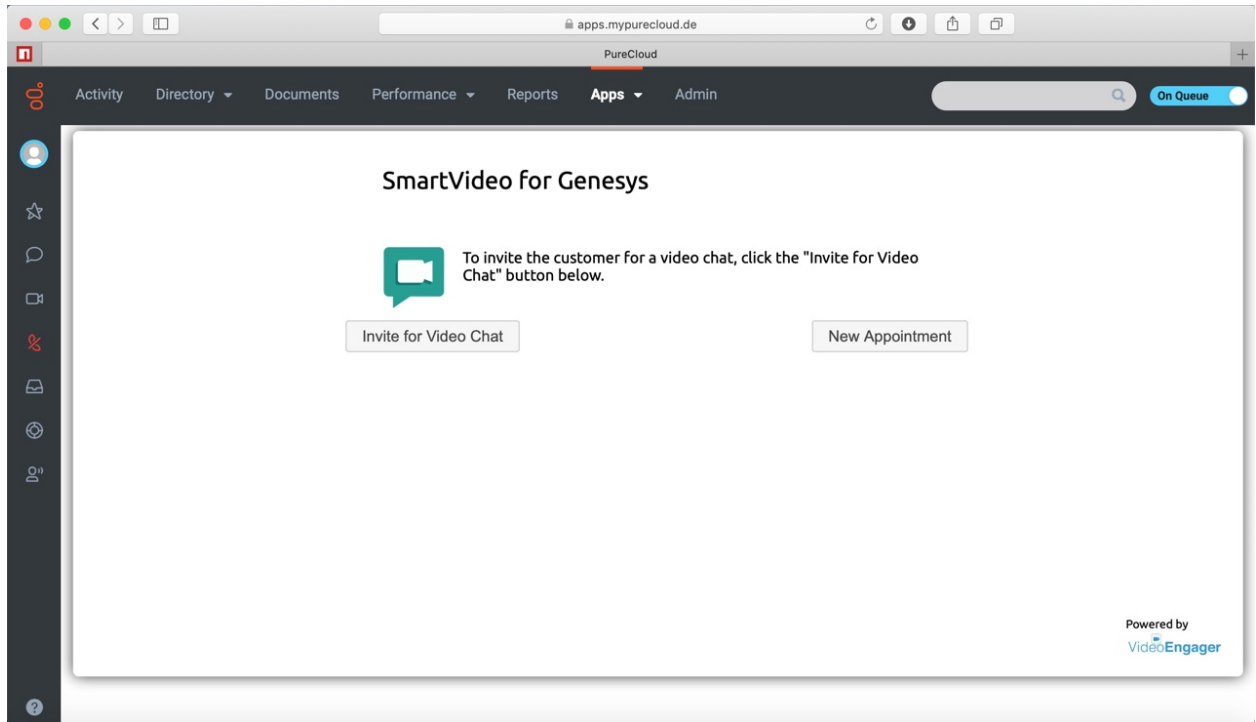 apps.mypurecloud.de
PureCloud
Activity Directory Documents Performance Reports Apps Admin On Queue
SmartVideo for Genesys
To invite the customer for a video chat, click the "Invite for Video
Chat" button below.
Invite for Video Chat New Appointment
Powered by
VideoEngager